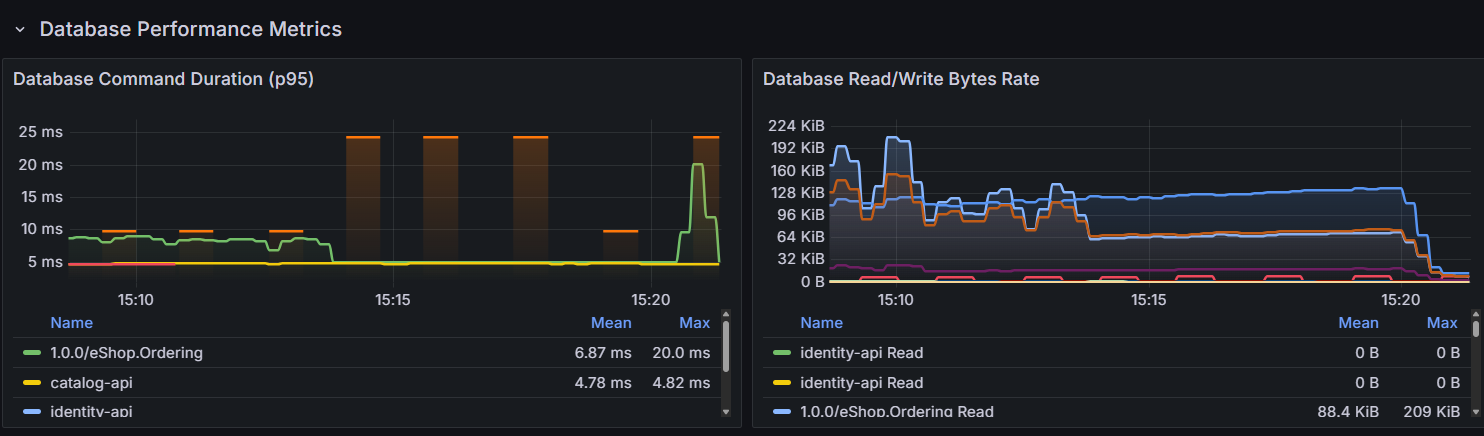 Database Performance Metrics
Database Command Duration (p95)
25 ms
20 ms
15 ms
10 ms
5 ms
15:10 15:15 15:20
Name Mean Max
1.0.0/eShop.Ordering 6.87 ms 20.0 ms
catalog-api 4.78 ms 4.82 ms
identity-api
Database Read/Write Bytes Rate
224 KiB
192 KiB
160 KiB
128 KiB
96 KiB
64 KiB
32 KiB
0 B
15:10 15:15 15:20
Name Mean Max
identity-api Read 0 B 0 B
identity-api Read 0 B 0 B
1.0.0/eShop.Ordering Read 88.4 KiB 209 KiB